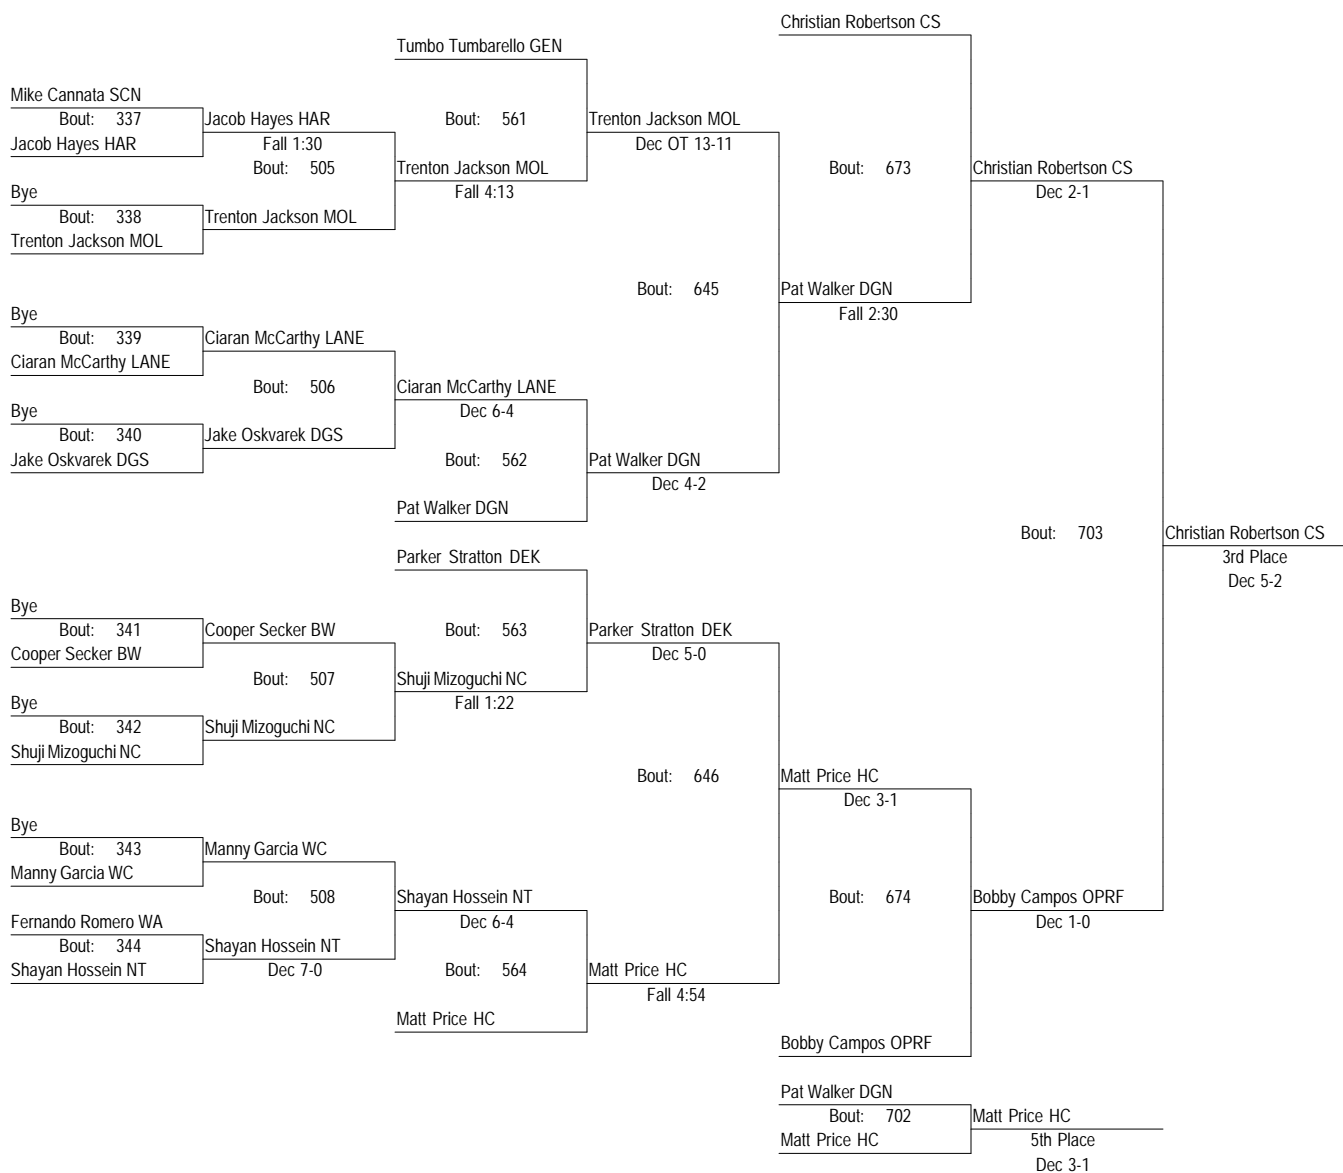 Christian Robertson CS
Tumbo Tumbarello GEN
Mike Cannata SCN
Bout: 337
Jacob Hayes HAR
Jacob Hayes HAR
Fall 1:30
Bout: 505
Bye
Bout: 338
Trenton Jackson MOL
Trenton Jackson MOL
Bout: 561
Trenton Jackson MOL
Fall 4:13
Trenton Jackson MOL
Dec OT 13-11
Bout: 673
Christian Robertson CS
Dec 2-1
Bout: 645
Pat Walker DGN
Fall 2:30
Bye
Bout: 339
Ciaran McCarthy LANE
Ciaran McCarthy LANE
Bout: 506
Ciaran McCarthy LANE
Dec 6-4
Bye
Bout: 340
Jake Oskvarek DGS
Jake Oskvarek DGS
Bout: 562
Pat Walker DGN
Dec 4-2
Pat Walker DGN
Bout: 703
Christian Robertson CS
3rd Place
Dec 5-2
Parker Stratton DEK
Bye
Bout: 341
Cooper Secker BW
Cooper Secker BW
Bout: 563
Parker Stratton DEK
Dec 5-0
Bout: 507
Shuji Mizoguchi NC
Fall 1:22
Bye
Bout: 342
Shuji Mizoguchi NC
Shuji Mizoguchi NC
Bout: 646
Matt Price HC
Dec 3-1
Bye
Bout: 343
Manny Garcia WC
Manny Garcia WC
Bout: 508
Shayan Hossein NT
Dec 6-4
Bout: 674
Bobby Campos OPRF
Dec 1-0
Fernando Romero WA
Bout: 344
Shayan Hossein NT
Shayan Hossein NT
Dec 7-0
Bout: 564
Matt Price HC
Fall 4:54
Matt Price HC
Bobby Campos OPRF
Pat Walker DGN
Bout: 702
Matt Price HC
Matt Price HC
5th Place
Dec 3-1